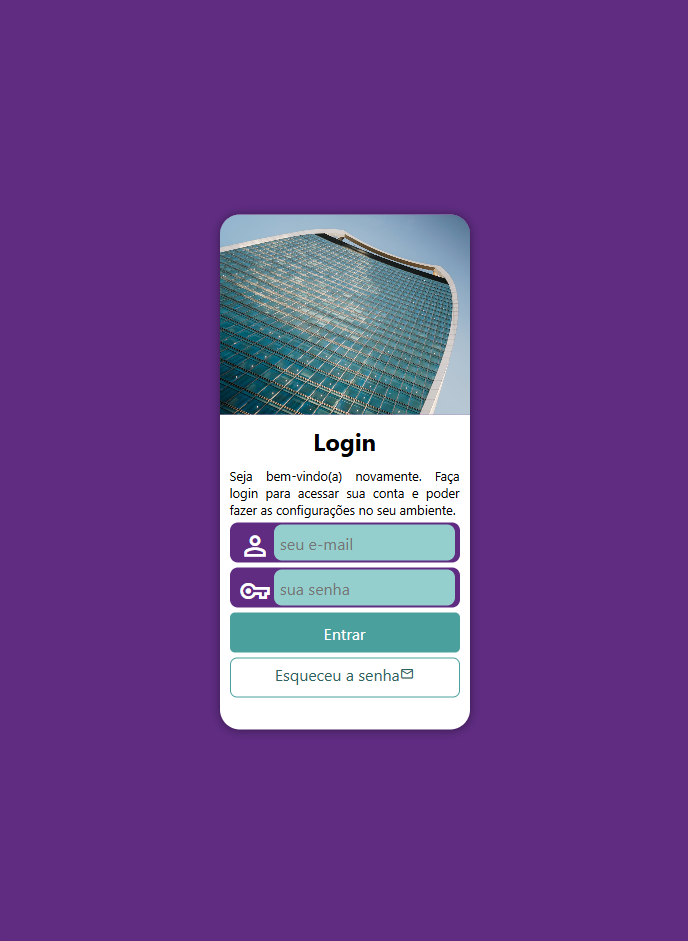 Login
Seja bem-vindo(a) novamente. Faça
login para acessar sua conta e poder
fazer as configurações no seu ambiente.
seu e-mail
sua senha
Entrar
Esqueceu a senha